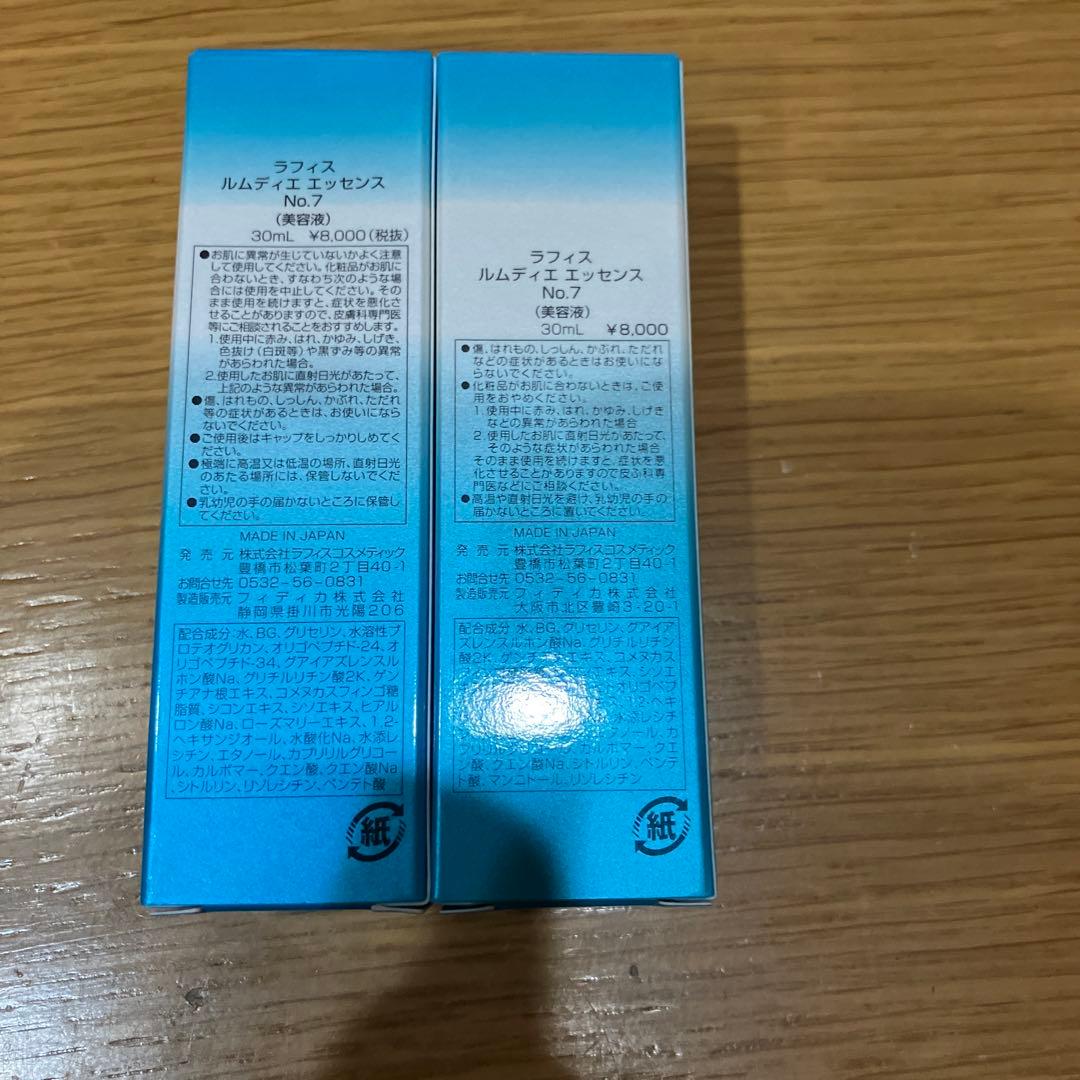 ラフィス
ルムディエ エッセンス
No.7
(美容液)
30mL ¥8,000(税抜)
●お肌に異常が生じていないかよく注意
して使用してください。化粧品がお肌に
合わないとき、すなわち次のような場
合には使用を中止してください。その
まま使用を続けますと、症状を悪化さ
せることがありますので、皮膚科専門医
等にご相談されることをおすすめします。
1.使用中に赤み、はれ、かゆみ、しげき、
色抜け(白斑等)や黒ずみ等の異常
があらわれた場合。
2.使用したお肌に直射日光があたって、
上記のような異常があらわれた場合。
●傷、はれもの、しっしん、かぶれ、ただれ
等の症状があるときは、お使いになら
ないでください。
●ご使用後はキャップをしっかりしめてく
ださい。
●極端に高温又は低温の場所、直射日光
のあたる場所には、保管しないでくだ
さい。
●乳幼児の手の届かないところに保管し
てください。
MADE IN JAPAN
発売元 株式会社ラフィスコスメティック
豊橋市松葉町2丁目40-1
お問合せ先 0532-56-0831
製造販売元 フィディカ株式会社
静岡県掛川市光陽206
配合成分:水、BG、グリセリン、水溶性プ
ロテオグリカン、オリゴペプチド-24、オ
リゴペプチド-34、グアイアズレンスル
ホン酸Na、グリチルリチン酸2K、ゲン
チアナ根エキス、コメヌカスフィンゴ糖
脂質、シコンエキス、シソエキス、ヒアル
ロン酸Na、ローズマリーエキス、1,2-
ヘキサンジオール、水酸化Na、水添レ
シチン、エタノール、カプリリルグリコー
ル、カルボマー、クエン酸、クエン酸Na
、シトルリン、リゾレシチン、ペンテト酸
紙
ラフィス
ルムディエ エッセンス
No.7
(美容液)
30mL ¥8,000
●傷、はれもの、しっしん、かぶれ、ただれ
などの症状があるときはお使いにな
らないでください。
●化粧品がお肌に合わないときは、ご使
用をおやめください。
1.使用中に赤み、はれ、かゆみ、しげき
などの異常があらわれた場合
2.使用したお肌に直射日光があたって、
そのような症状があらわれた場合
そのまま使用を続けますと、症状を悪
化させることがありますので皮ふ科専
門医などにご相談ください。
●高温や直射日光を避け、乳幼児の手の
届かないところに置いてください。
MADE IN JAPAN
発売元 株式会社ラフィスコスメティック
豊橋市松葉町2丁目40-1
お問合せ先 0532-56-0831
製造販売元 フィディカ株式会社
大阪市北区豊崎3-20-1
配合成分:水、BG、グリセリン、グアイア
ズレンスルホン酸Na、グリチルリチン
酸2K、ゲンチアナ根エキス、コメヌカス
エキス、シソエ
オリゴペプ
1,2-ヘキ
水添レシチ
ノール、カ
カルボマー、クエン
酸、クエン酸Na、シトルリン、ペンテト
酸、マンニトール、リゾレシチン
紙